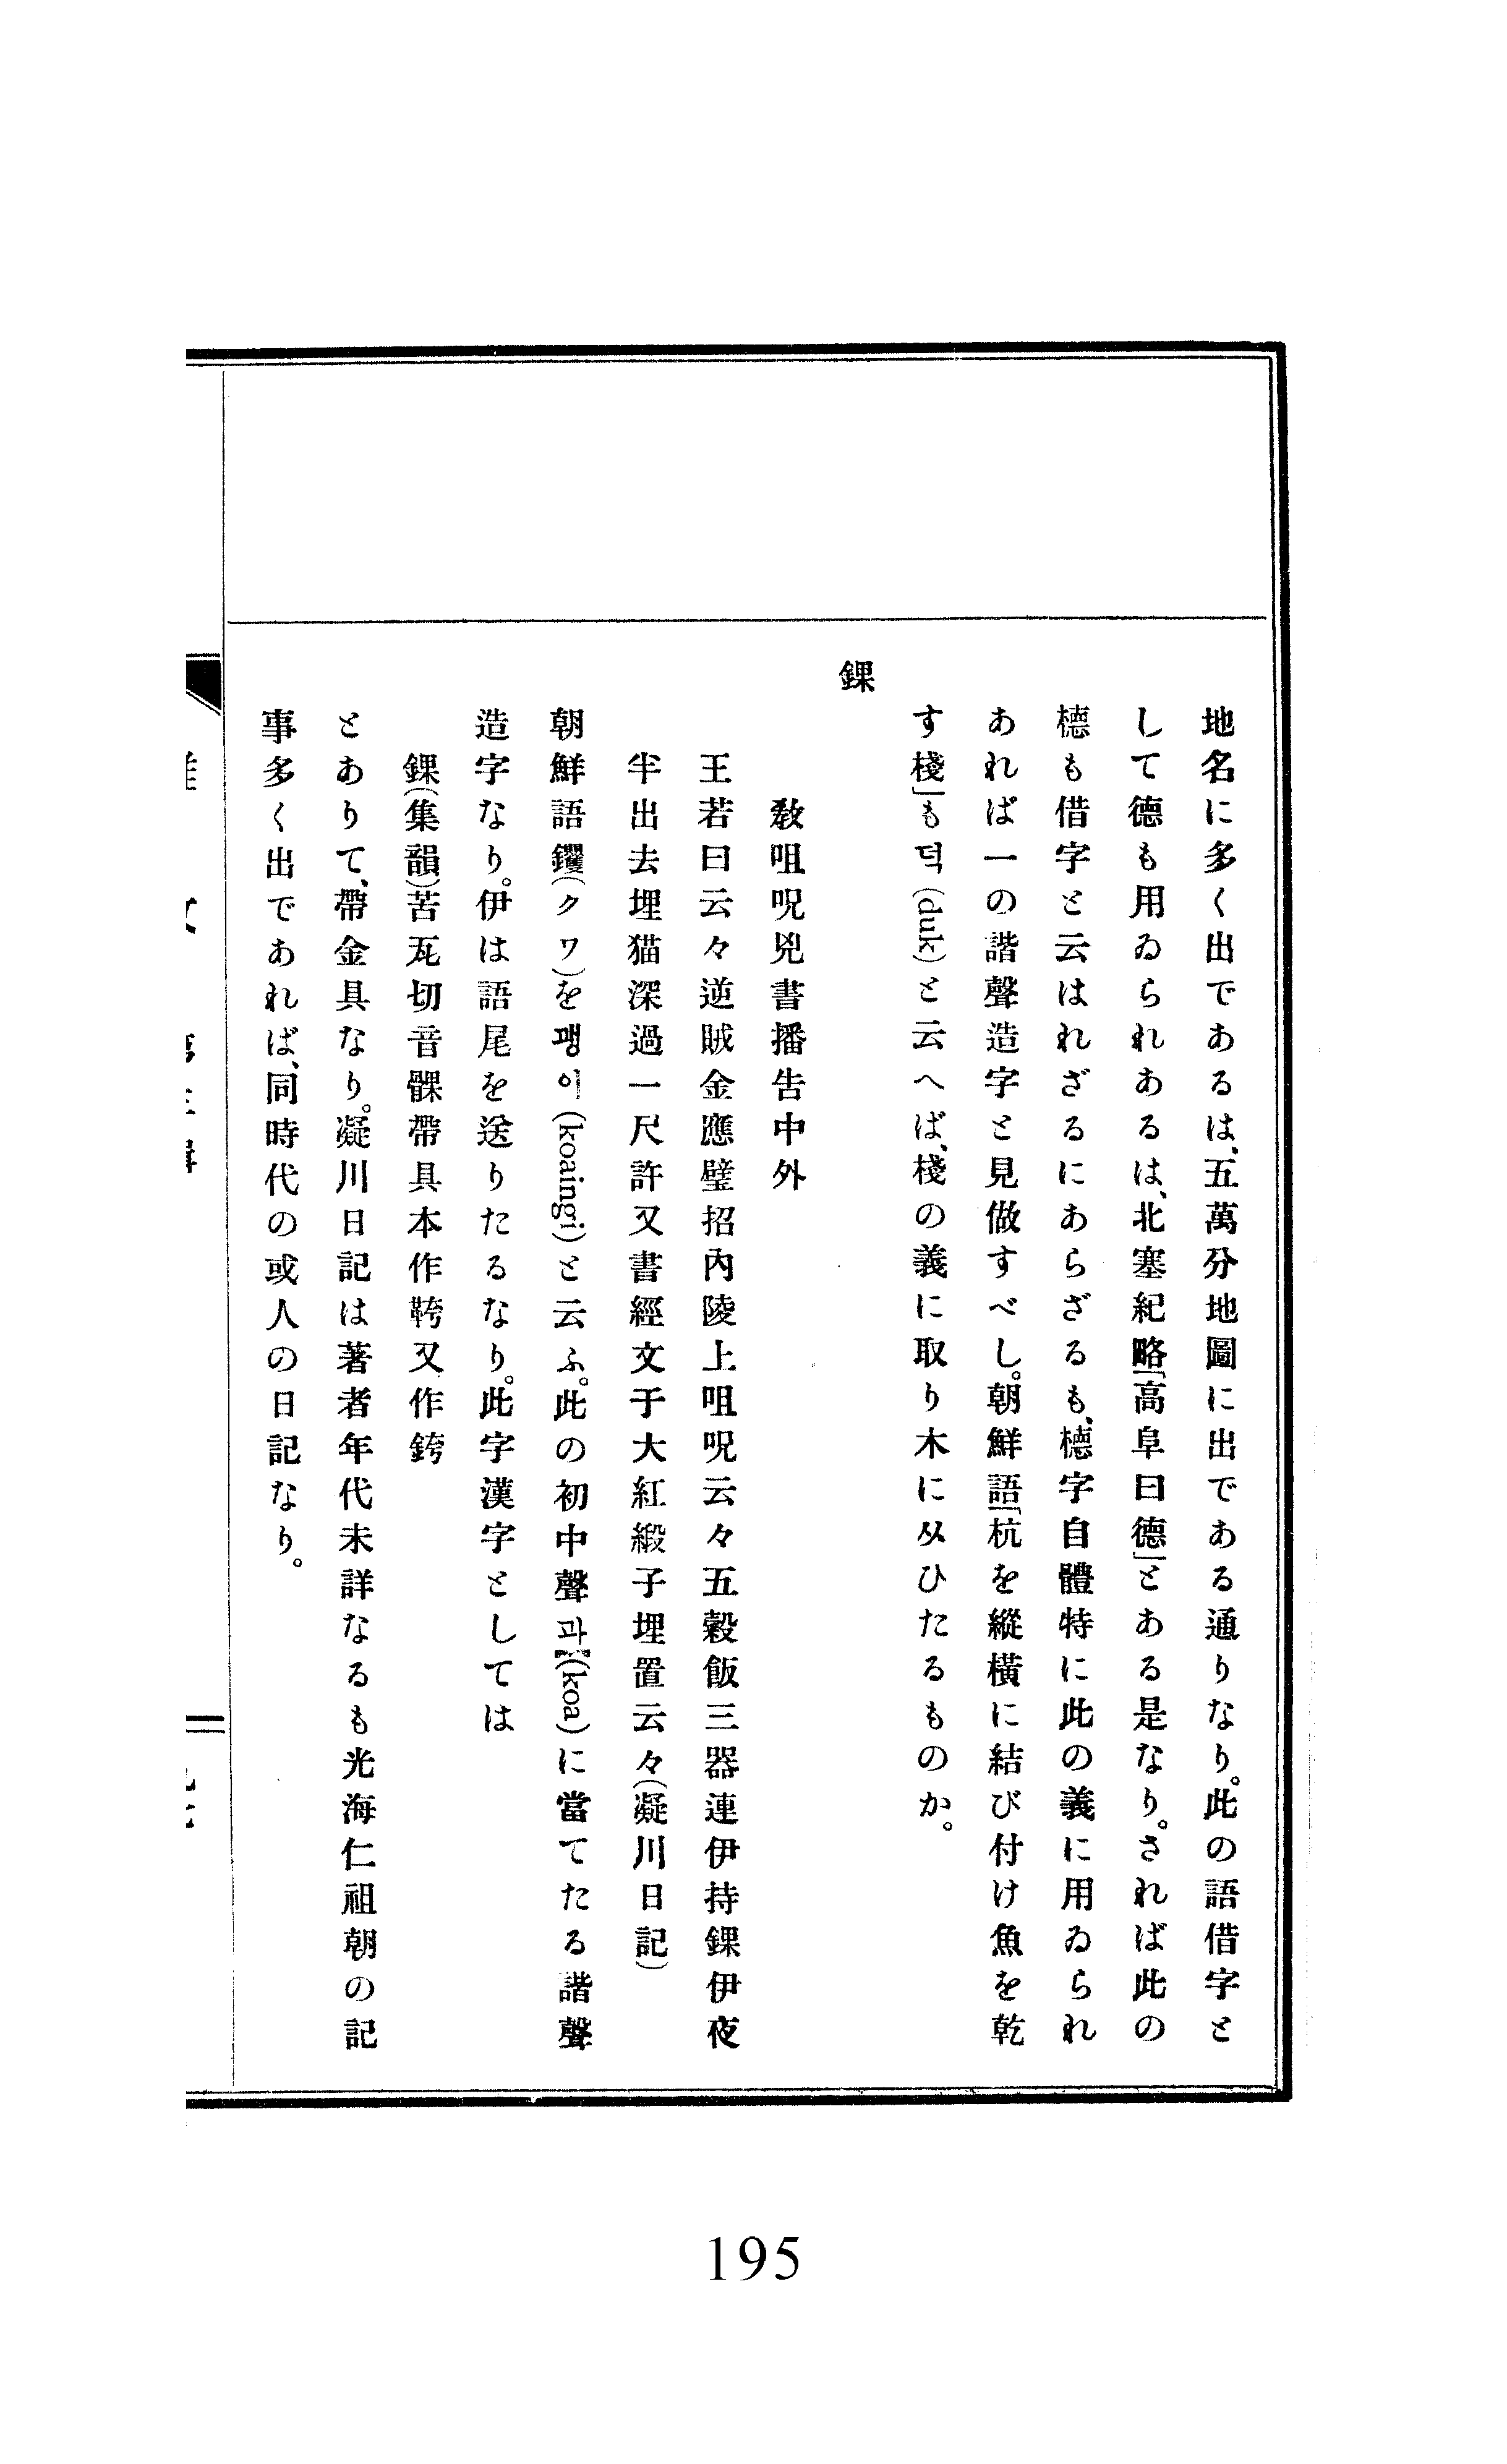 地名に多く出であるは、五萬分地圖に出である通りなり。此の語借字と
して德も用ゐられあるは、北塞紀略「高阜曰德」とある是なり。されば此の
樢も借字と云はれざるにあらざるも、樢字自體特に此の義に用ゐられ
あれば一の諧聲造字と見做すべし。朝鮮語「杭を縱橫に結び付け魚を乾
す棧」も덕(duk)と云へば、棧の義に取り木に从ひたるものか。
錁
敎咀呪兇書播告中外
王若曰云々逆賊金應璧招內陵上咀呪云々五穀飯三器連伊持錁伊夜
半出去埋猫深過一尺許又書經文于大紅緞子埋置云々(凝川日記)
朝鮮語钁(クワ)を괭이(koaingi)と云ふ。此の初中聲과(koa)に當てたる諧聲
造字なり。伊は語尾を送りたるなり。此字漢字としては
錁(集韻)苦瓦切音髁帶具本作䯞又作銙
とありて、帶金具なり。凝川日記は著者年代未詳なるも光海仁祖朝の記
事多く出であれば、同時代の或人の日記なり。
195